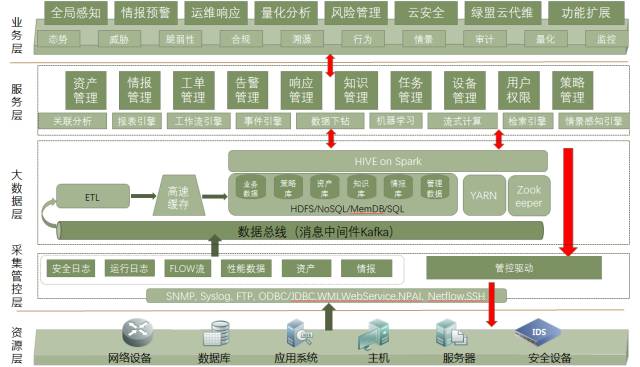 业务层
全局感知 情报预警 运维响应 量化分析 风险管理 云安全 绿盟云代维 功能扩展
态势 威胁 脆弱性 合规 溯源 行为 情景 审计 量化 监控
服务层
资产管理 情报管理 工单管理 告警管理 响应管理 知识管理 任务管理 设备管理 用户权限 策略管理
关联分析 报表引擎 工作流引擎 事件引擎 数据下钻 机器学习 流式计算 检索引擎 情景感知引擎
大数据层
HIVE on Spark
ETL 高速缓存
业务数据 策略库 资产库 知识库 情报库 管理数据
HDFS/NoSQL/MemDB/SQL
YARN Zookeeper
数据总线（消息中间件Kafka）
采集管控层
安全日志 运行日志 FLOW流 性能数据 资产 情报 管控驱动
SNMP, Syslog, FTP, ODBC/JDBC.WMI.WebService.NPAI, Netflow.SSH
资源层
IDS
网络设备 数据库 应用系统 主机 服务器 安全设备